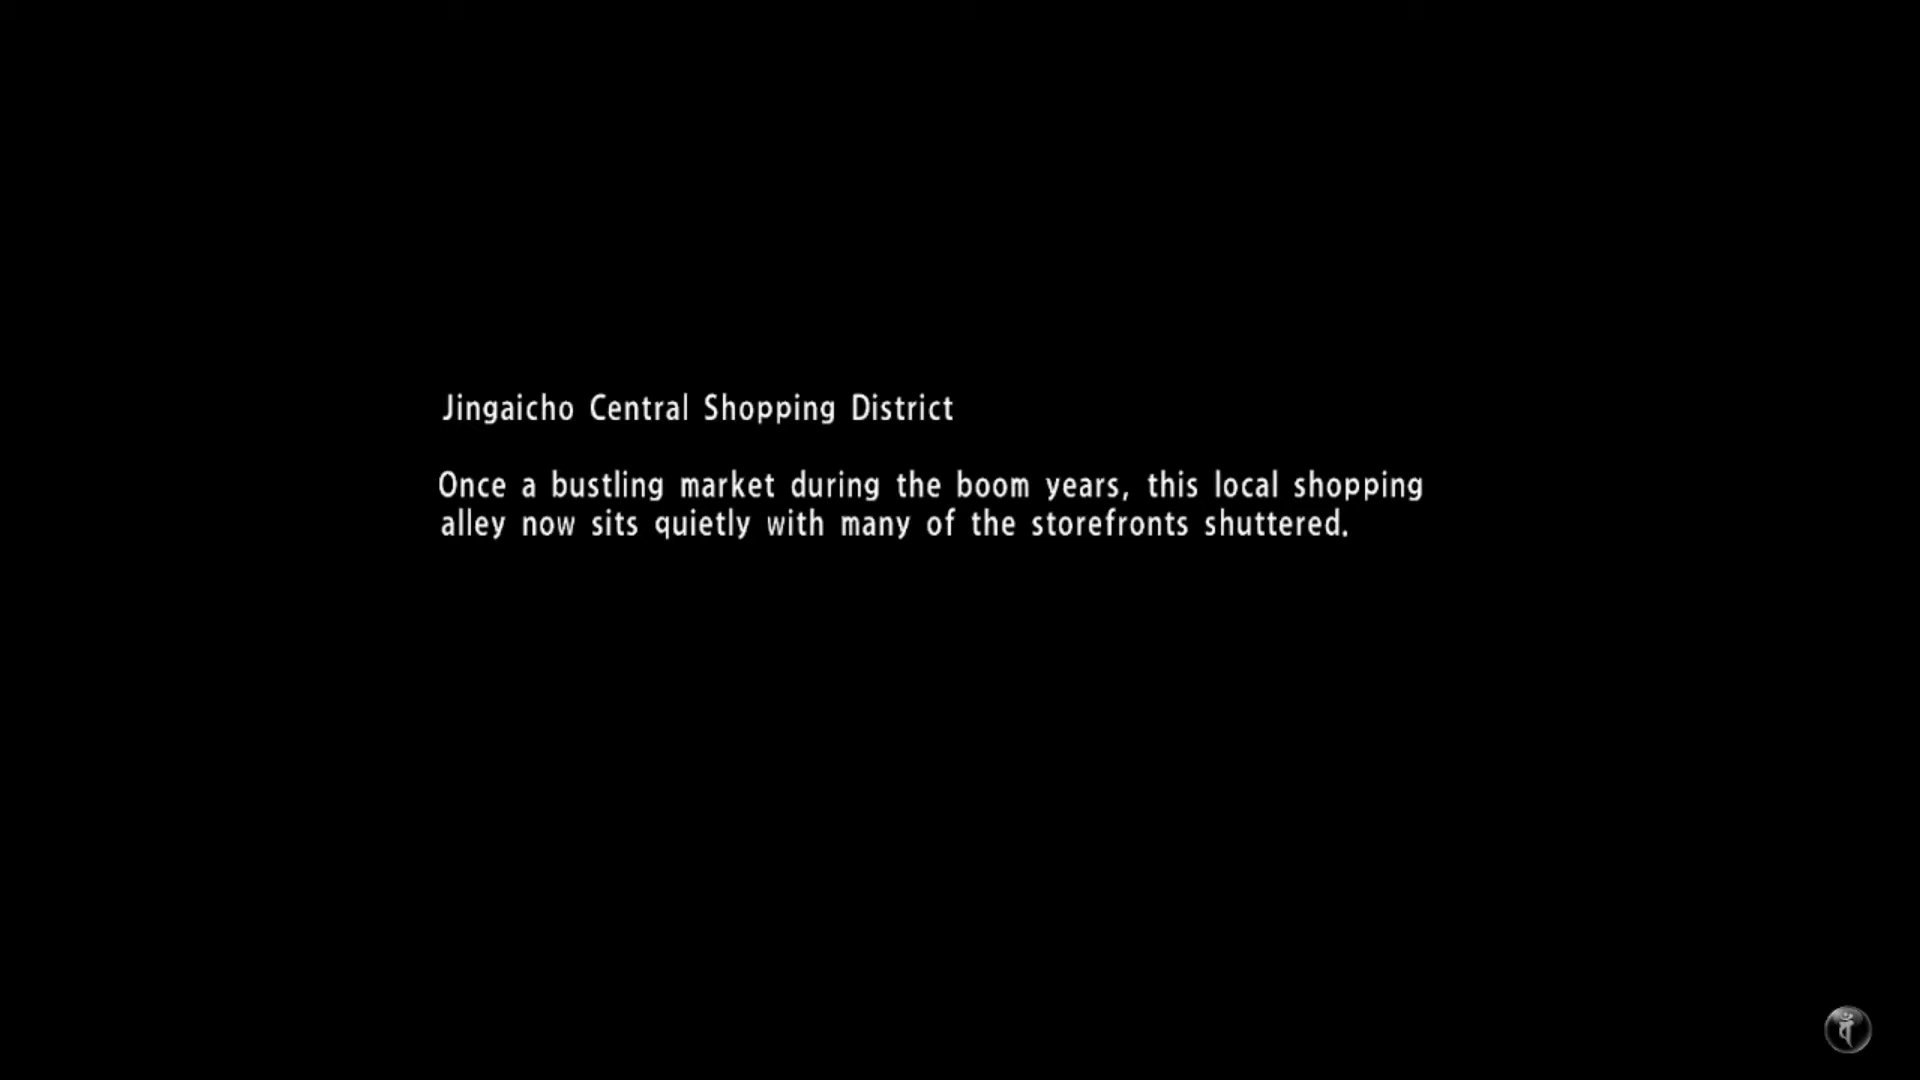 Jingaicho Central Shopping District
Once a bustling market during the boom years, this local shopping
alley now sits quietly with many of the storefronts shuttered.